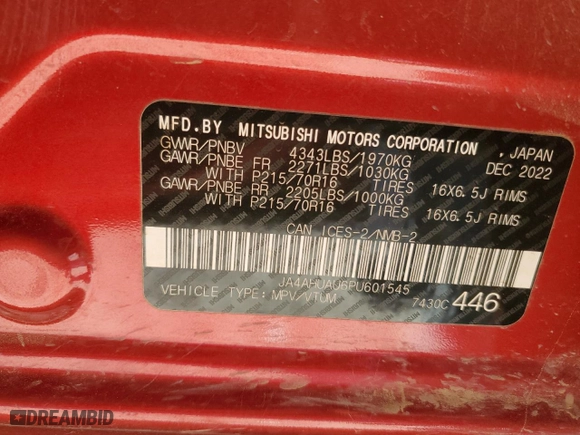 MFD.BY MITSUBISHI MOTORS CORPORATION , JAPAN
GVWR/PNBV 4343LBS/1970KG DEC 2022
GAWR/PNBE FR 2271LBS/1030KG
WITH P215/70R16 TIRES 16X6.5J RIMS
GAWR/PNBE RR 2205LBS/1000KG
WITH P215/70R16 TIRES 16X6.5J RIMS
CAN ICES-2/NMB-2
JA4AHUAU6PU601545
VEHICLE TYPE: MPV/VTUM 7430C 446
DREAMBID